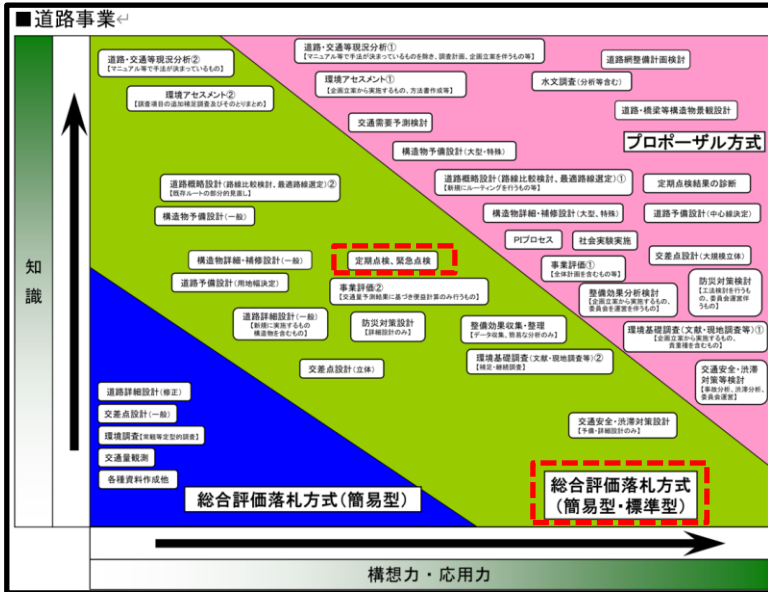 ■道路事業↵
道路・交通等現況分析②
【マニュアル等で手法が決まっているもの】
環境アセスメント②
【調査項目の追加補足調査及びそのとりまとめ】
道路・交通等現況分析①
【マニュアル等で手法が決まっているものを除き、調査計画、企画立案を伴うもの等】
環境アセスメント①
【企画立案から実施するもの、方法書作成等】
交通需要予測検討
構造物予備設計(大型・特殊)
道路網整備計画検討
水文調査(分析等含む)
道路・橋梁等構造物景観設計
プロポーザル方式
道路概略設計(路線比較検討、最適路線選定)①
【新規にルーティングを行うもの等】
定期点検結果の診断
構造物詳細・補修設計(大型、特殊)
道路予備設計(中心線決定)
PIプロセス
社会実験実施
交差点設計(大規模立体)
事業評価①
【全体計画を含むもの等】
整備効果分析検討
【企画立案から実施するもの、
委員会を運営を伴うもの】
防災対策検討
【工法検討を行うも
の、委員会運営伴
うもの】
環境基礎調査(文献・現地調査等)①
【企画立案から実施するもの、
貴重種を含むもの】
交通安全・渋滞
対策等検討
【事故分析、渋滞分析、
委員会運営】
道路概略設計(路線比較検討、最適路線選定)②
【既存ルートの部分的見直し】
構造物予備設計(一般)
構造物詳細・補修設計(一般)
定期点検、緊急点検
道路予備設計(用地幅決定)
事業評価②
【交通量予測結果に基づき便益計算のみ行うもの】
道路詳細設計(一般)
【新規に実施するもの
構造物を含むもの】
防災対策設計
【詳細設計のみ】
整備効果収集・整理
【データ収集、簡易な分析のみ】
環境基礎調査(文献・現地調査等)②
【補足・継続調査】
交差点設計(立体)
交通安全・渋滞対策設計
【予備・詳細設計のみ】
道路詳細設計(修正)
交差点設計(一般)
環境調査【常観等定型的調査】
交通量観測
各種資料作成他
総合評価落札方式(簡易型)
総合評価落札方式
(簡易型・標準型)
知識
構想力・応用力